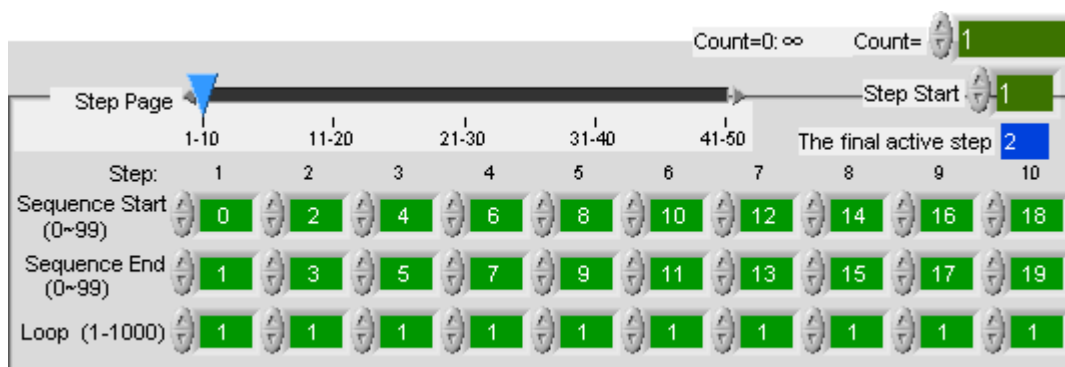 Count=0: ∞ Count= 1
Step Page Step Start 1
1-10 11-20 21-30 31-40 41-50 The final active step 2
Step: 1 2 3 4 5 6 7 8 9 10
Sequence Start 0 2 4 6 8 10 12 14 16 18
(0~99)
Sequence End 1 3 5 7 9 11 13 15 17 19
(0~99)
Loop (1-1000) 1 1 1 1 1 1 1 1 1 1